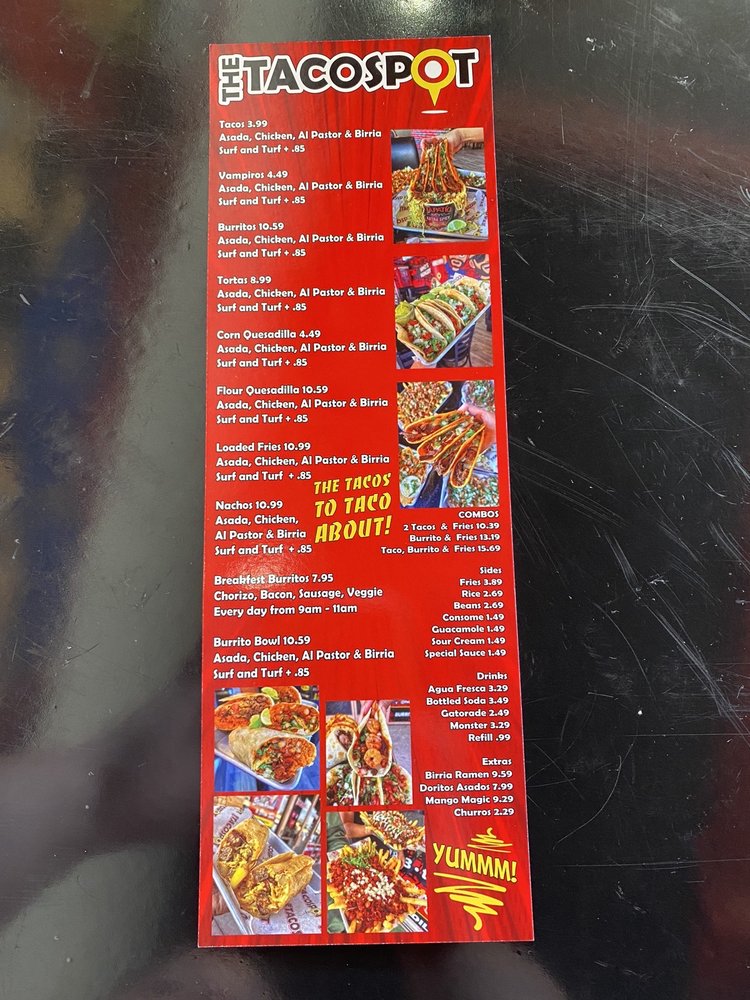 THE TACOSPOT
Tacos 3.99
Asada, Chicken, Al Pastor & Birria
Surf and Turf + .85
Vampiros 4.49
Asada, Chicken, Al Pastor & Birria
Surf and Turf + .85
Burritos 10.59
Asada, Chicken, Al Pastor & Birria
Surf and Turf + .85
Tortas 8.99
Asada, Chicken, Al Pastor & Birria
Surf and Turf + .85
Corn Quesadilla 4.49
Asada, Chicken, Al Pastor & Birria
Surf and Turf + .85
Flour Quesadilla 10.59
Asada, Chicken, Al Pastor & Birria
Surf and Turf + .85
Loaded Fries 10.99
Asada, Chicken, Al Pastor & Birria
Surf and Turf + .85
Nachos 10.99
Asada, Chicken,
Al Pastor & Birria
Surf and Turf + .85
THE TACOS
TO TACO
ABOUT!
Breakfest Burritos 7.95
Chorizo, Bacon, Sausage, Veggie
Every day from 9am - 11am
Burrito Bowl 10.59
Asada, Chicken, Al Pastor & Birria
Surf and Turf + .85
COMBOS
2 Tacos & Fries 10.39
Burrito & Fries 13.19
Taco, Burrito & Fries 15.69
Sides
Fries 3.89
Rice 2.69
Beans 2.69
Consome 1.49
Guacamole 1.49
Sour Cream 1.49
Special Sauce 1.49
Drinks
Agua Fresca 3.29
Bottled Soda 3.49
Gatorade 2.49
Monster 3.29
Refill .99
Extras
Birria Ramen 9.59
Doritos Asados 7.99
Mango Magic 9.29
Churros 2.29
YUMMM!